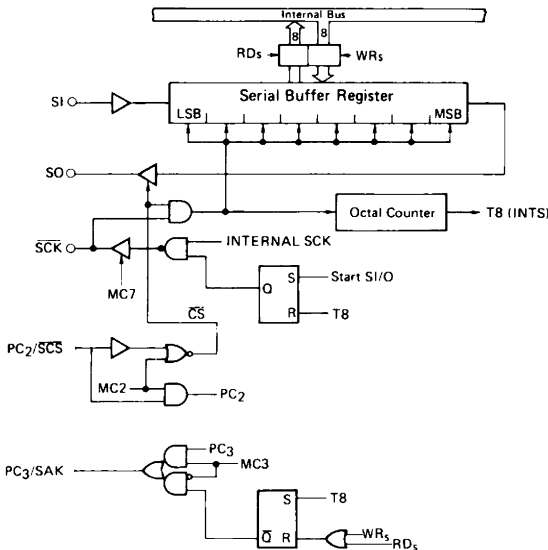 Internal Bus
8 8
RDs WRs
SI
Serial Buffer Register
LSB MSB
SO
Octal Counter T8 (INTS)
SCK
INTERNAL SCK
MC7
Q S Start SI/O
R T8
CS
PC2/SCS
MC2
PC2
PC3
PC3/SAK
MC3
S T8
Q R WRs
RDs